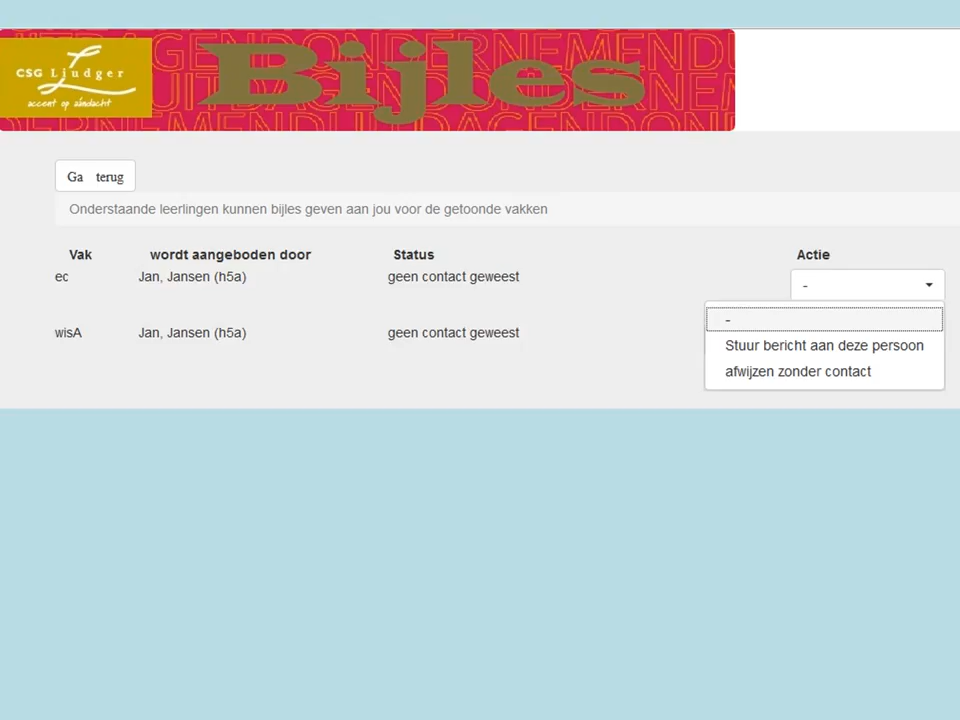 CSG Liudger
accent op áándacht
Bijles
Ga terug
Onderstaande leerlingen kunnen bijles geven aan jou voor de getoonde vakken
Vak wordt aangeboden door Status Actie
ec Jan, Jansen (h5a) geen contact geweest -
-
wisA Jan, Jansen (h5a) geen contact geweest
Stuur bericht aan deze persoon
afwijzen zonder contact